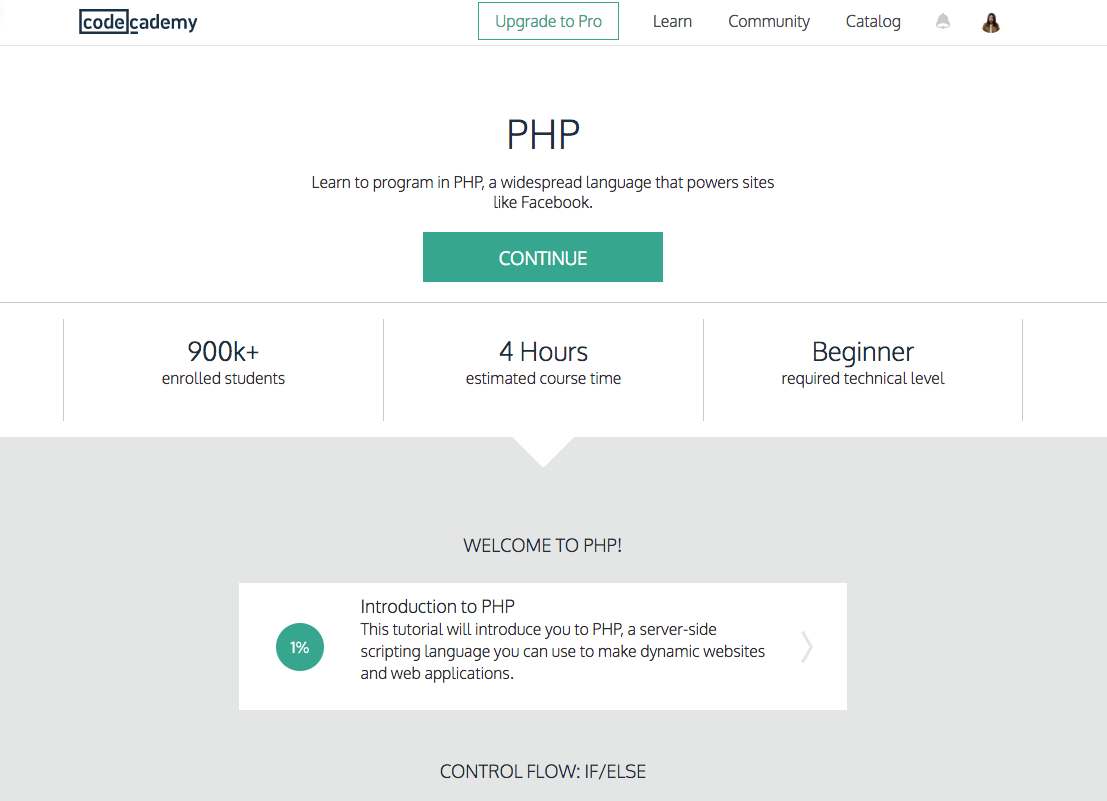 codecademy
Upgrade to Pro
Learn
Community
Catalog
PHP
Learn to program in PHP, a widespread language that powers sites
like Facebook.
CONTINUE
900k+
enrolled students
4 Hours
estimated course time
Beginner
required technical level
WELCOME TO PHP!
1%
Introduction to PHP
This tutorial will introduce you to PHP, a server-side
scripting language you can use to make dynamic websites
and web applications.
CONTROL FLOW: IF/ELSE